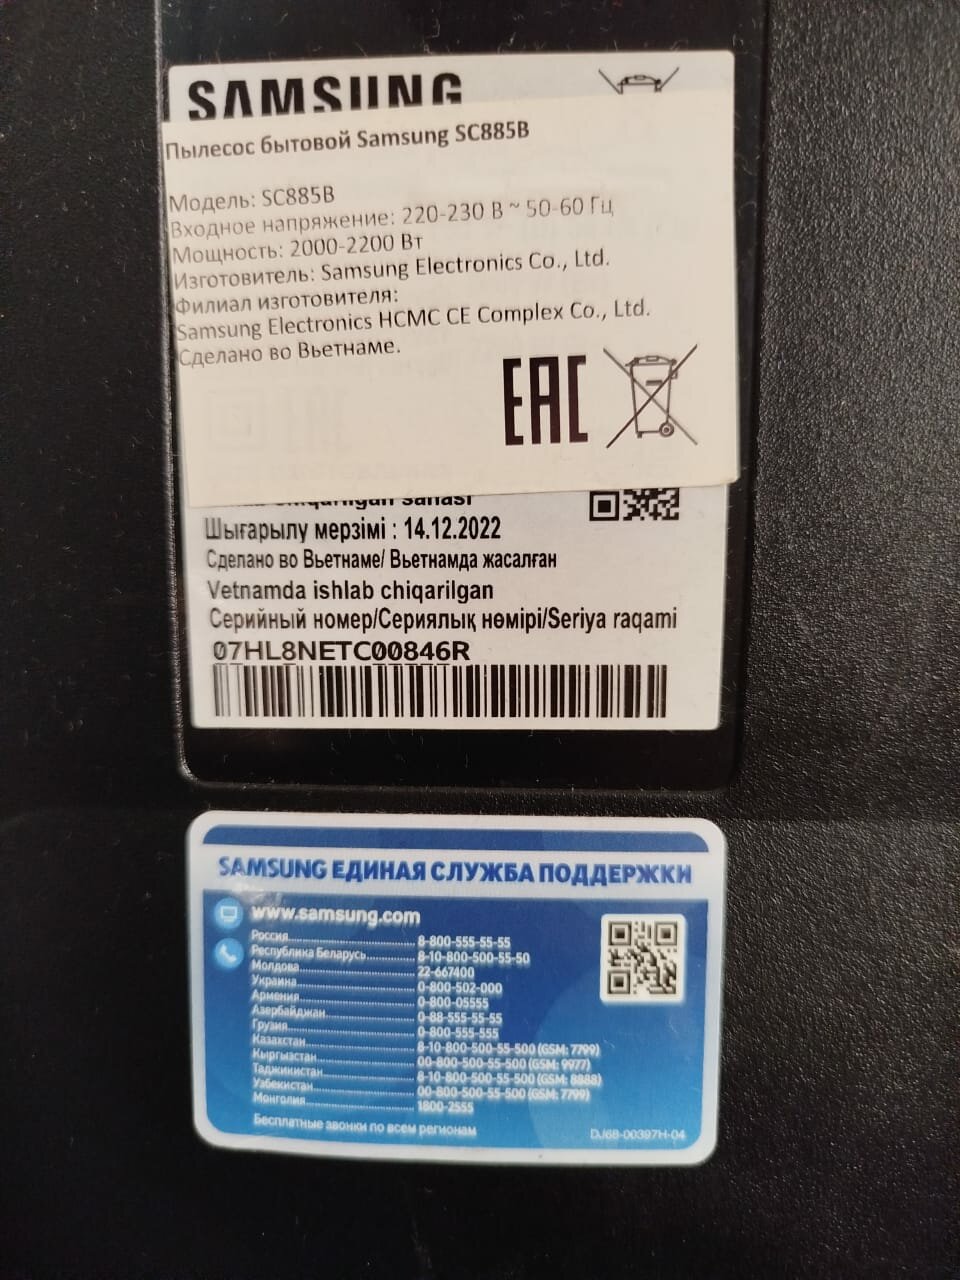 SAMSUNG
Пылесос бытовой Samsung SC885B
Модель: SC885B
Входное напряжение: 220-230 В ~ 50-60 Гц
Мощность: 2000-2200 Вт
Изготовитель: Samsung Electronics Co., Ltd.
Филиал изготовителя:
Samsung Electronics HCMC CE Complex Co., Ltd.
Сделано во Вьетнаме.
EAC
chiqarilgan sanasi
Шығарылу мерзімі : 14.12.2022
Сделано во Вьетнаме/ Вьетнамда жасалған
Vetnamda ishlab chiqarilgan
Серийный номер/Сериялық нөмірі/Seriya raqami
07HL8NETC00846R
SAMSUNG ЕДИНАЯ СЛУЖБА ПОДДЕРЖКИ
www.samsung.com
Россия 8-800-555-55-55
Республика Беларусь 8-10-800-500-55-50
Молдова 22-667400
Украина 0-800-502-000
Армения 0-800-05555
Азербайджан 0-88-555-55-55
Грузия 0-800-555-555
Казахстан 8-10-800-500-55-500 (GSM: 7799)
Кыргызстан 00-800-500-55-500 (GSM: 9977)
Таджикистан 8-10-800-500-55-500 (GSM: 8888)
Узбекистан 00-800-500-55-500 (GSM: 7799)
Монголия 1800-2555
Бесплатные звонки по всем регионам
DJ68-00397H-04